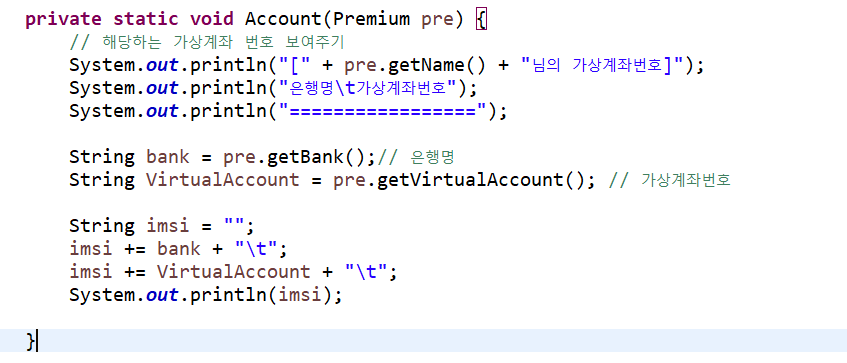 private static void Account(Premium pre) {
// 해당하는 가상계좌 번호 보여주기
System.out.println("[" + pre.getName() + "님의 가상계좌번호]");
System.out.println("은행명\t가상계좌번호");
System.out.println("=================");
String bank = pre.getBank();// 은행명
String VirtualAccount = pre.getVirtualAccount(); // 가상계좌번호
String imsi = "";
imsi += bank + "\t";
imsi += VirtualAccount + "\t";
System.out.println(imsi);
}